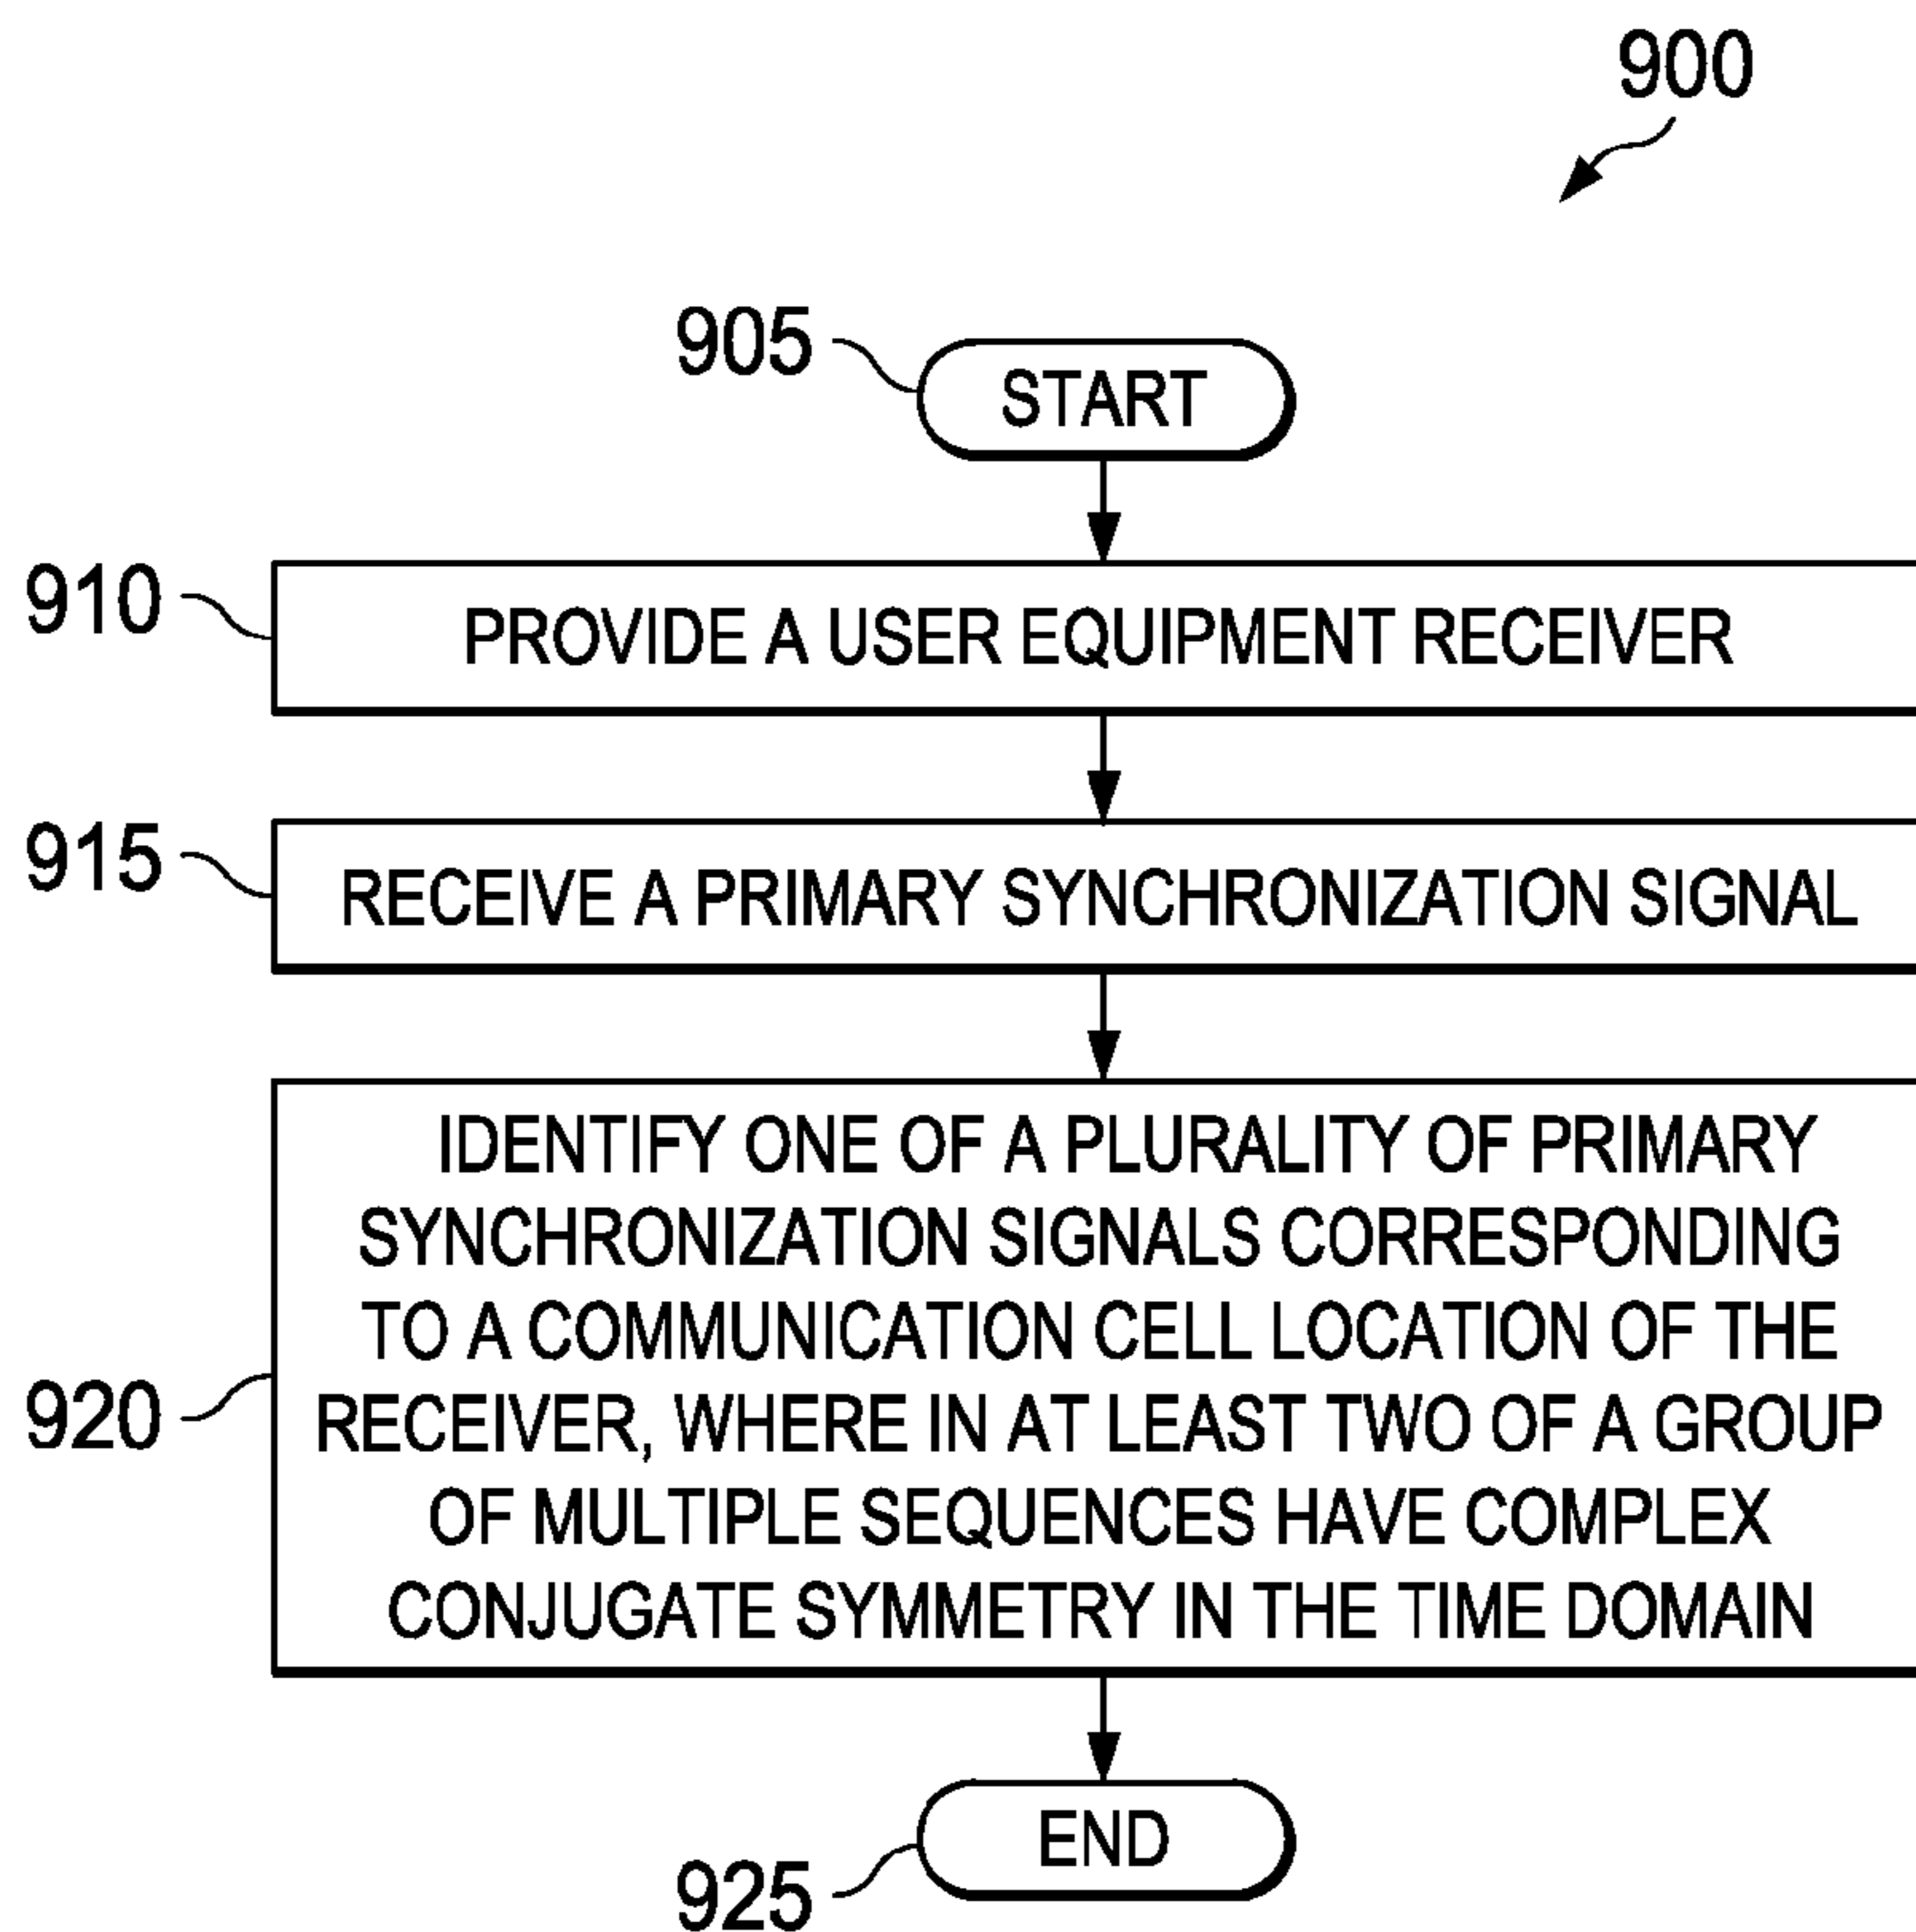 900
905
START
910
PROVIDE A USER EQUIPMENT RECEIVER
915
RECEIVE A PRIMARY SYNCHRONIZATION SIGNAL
920
IDENTIFY ONE OF A PLURALITY OF PRIMARY
SYNCHRONIZATION SIGNALS CORRESPONDING
TO A COMMUNICATION CELL LOCATION OF THE
RECEIVER, WHERE IN AT LEAST TWO OF A GROUP
OF MULTIPLE SEQUENCES HAVE COMPLEX
CONJUGATE SYMMETRY IN THE TIME DOMAIN
END
925